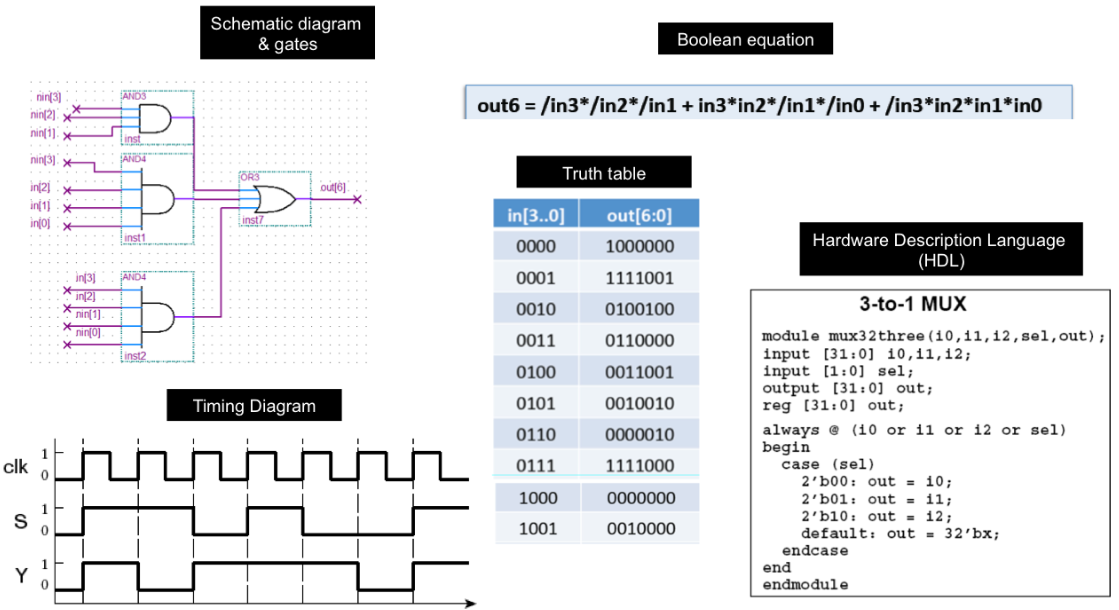 Schematic diagram
& gates
nin[3]
nin[2]
nin[1]
AND3
inst
nin[3]
in[2]
in[1]
in[0]
AND4
inst1
OR3
inst7
out[6]
in[3]
in[2]
nin[1]
nin[0]
AND4
inst2
Boolean equation
out6 = /in3*/in2*/in1 + in3*in2*/in1*/in0 + /in3*in2*in1*in0
Truth table
in[3..0] out[6:0]
0000 1000000
0001 1111001
0010 0100100
0011 0110000
0100 0011001
0101 0010010
0110 0000010
0111 1111000
1000 0000000
1001 0010000
Hardware Description Language
(HDL)
3-to-1 MUX
module mux32three(i0,i1,i2,sel,out);
input [31:0] i0,i1,i2;
input [1:0] sel;
output [31:0] out;
reg [31:0] out;
always @ (i0 or i1 or i2 or sel)
begin
case (sel)
2'b00: out = i0;
2'b01: out = i1;
2'b10: out = i2;
default: out = 32'bx;
endcase
end
endmodule
Timing Diagram
clk 1
0
S 1
0
Y 1
0